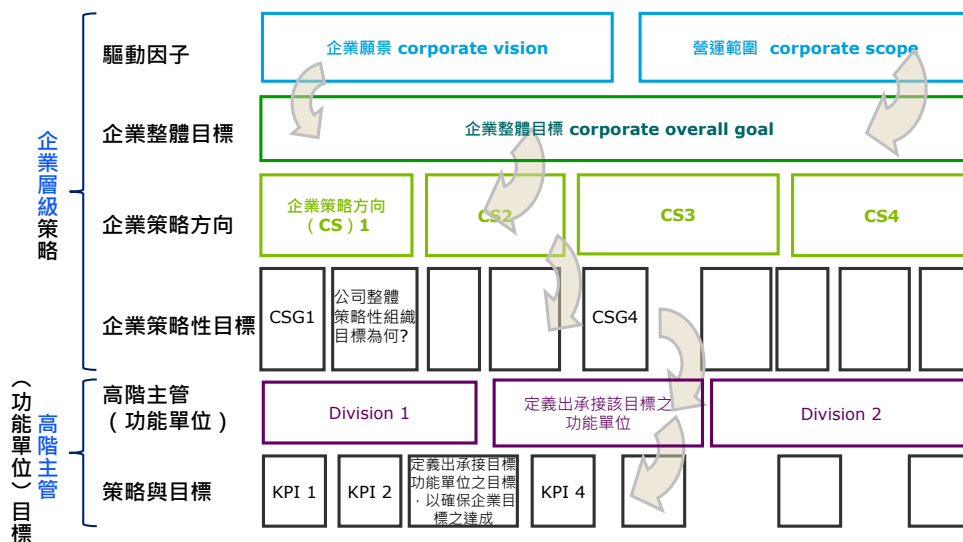 企業層級策略
驅動因子
企業願景 corporate vision
營運範圍 corporate scope
企業整體目標
企業整體目標 corporate overall goal
企業策略方向
企業策略方向
（CS）1
CS2
CS3
CS4
企業策略性目標
CSG1
公司整體
策略性組織
目標為何?
CSG4
高階主管
（功能單位）目標
高階主管
（功能單位）
Division 1
定義出承接該目標之
功能單位
Division 2
策略與目標
KPI 1
KPI 2
定義出承接目標
功能單位之目標
，以確保企業目
標之達成
KPI 4